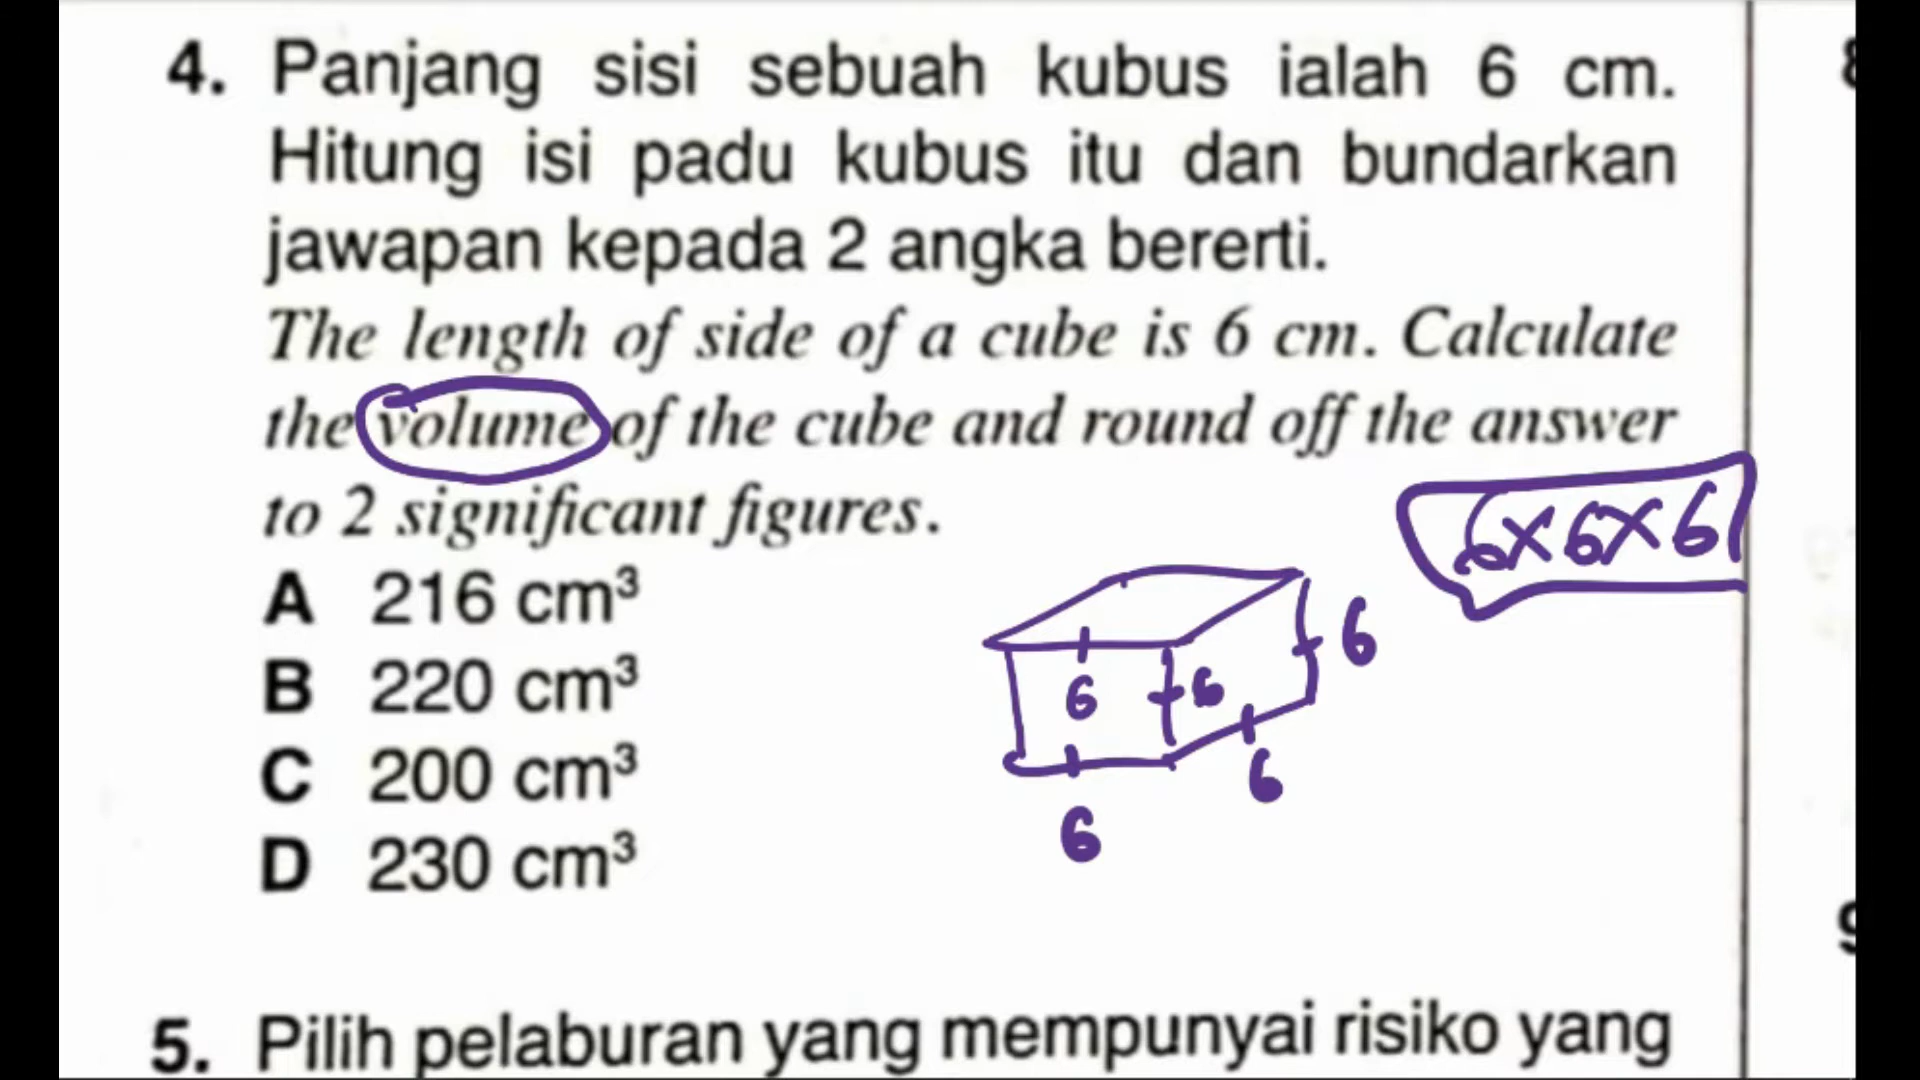 4. Panjang sisi sebuah kubus ialah 6 cm.
Hitung isi padu kubus itu dan bundarkan
jawapan kepada 2 angka bererti.
The length of side of a cube is 6 cm. Calculate
the volume of the cube and round off the answer
to 2 significant figures.
6×6×6
A 216 cm³
B 220 cm³
C 200 cm³
D 230 cm³
6
6
6
6
6
5. Pilih pelaburan yang mempunyai risiko yang